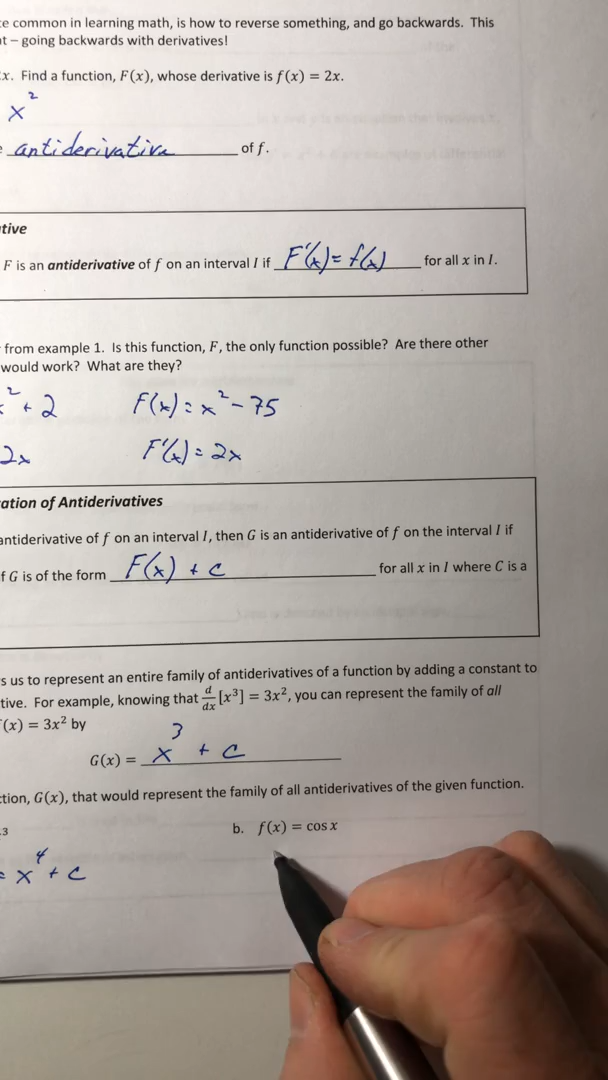 e common in learning math, is how to reverse something, and go backwards. This
t – going backwards with derivatives!
x. Find a function, F(x), whose derivative is f(x) = 2x.
x²
antiderivative of f.
tive
F is an antiderivative of f on an interval I if F'(x) = f(x) for all x in I.
from example 1. Is this function, F, the only function possible? Are there other
would work? What are they?
² + 2 F(x) = x² - 75
2x F'(x) = 2x
ation of Antiderivatives
antiderivative of f on an interval I, then G is an antiderivative of f on the interval I if
f G is of the form F(x) + c for all x in I where C is a
s us to represent an entire family of antiderivatives of a function by adding a constant to
tive. For example, knowing that d/dx [x³] = 3x², you can represent the family of all
(x) = 3x² by
G(x) = x³ + c
ction, G(x), that would represent the family of all antiderivatives of the given function.
3 b. f(x) = cos x
= x⁴ + c